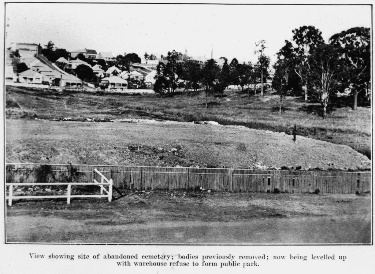 View showing site of abandoned cemetery; bodies previously removed; now being levelled up
with warehouse refuse to form public park.